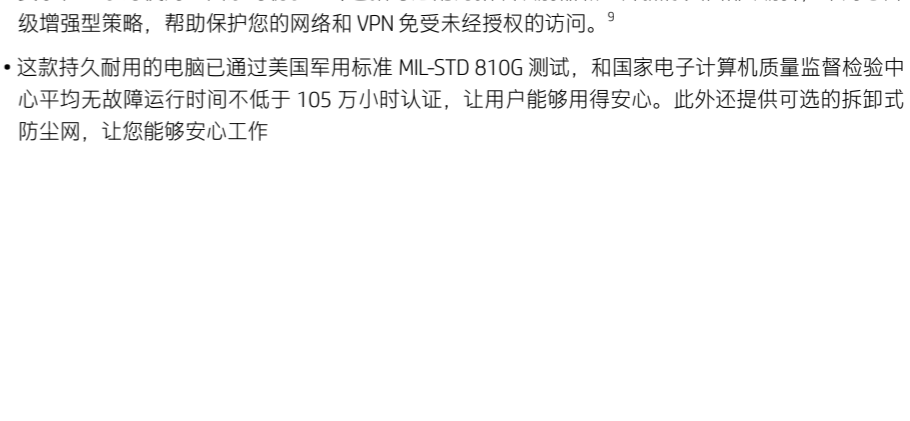 级增强型策略，帮助保护您的网络和 VPN 免受未经授权的访问。⁹
• 这款持久耐用的电脑已通过美国军用标准 MIL-STD 810G 测试，和国家电子计算机质量监督检验中
心平均无故障运行时间不低于 105 万小时认证，让用户能够用得安心。此外还提供可选的拆卸式
防尘网，让您能够安心工作